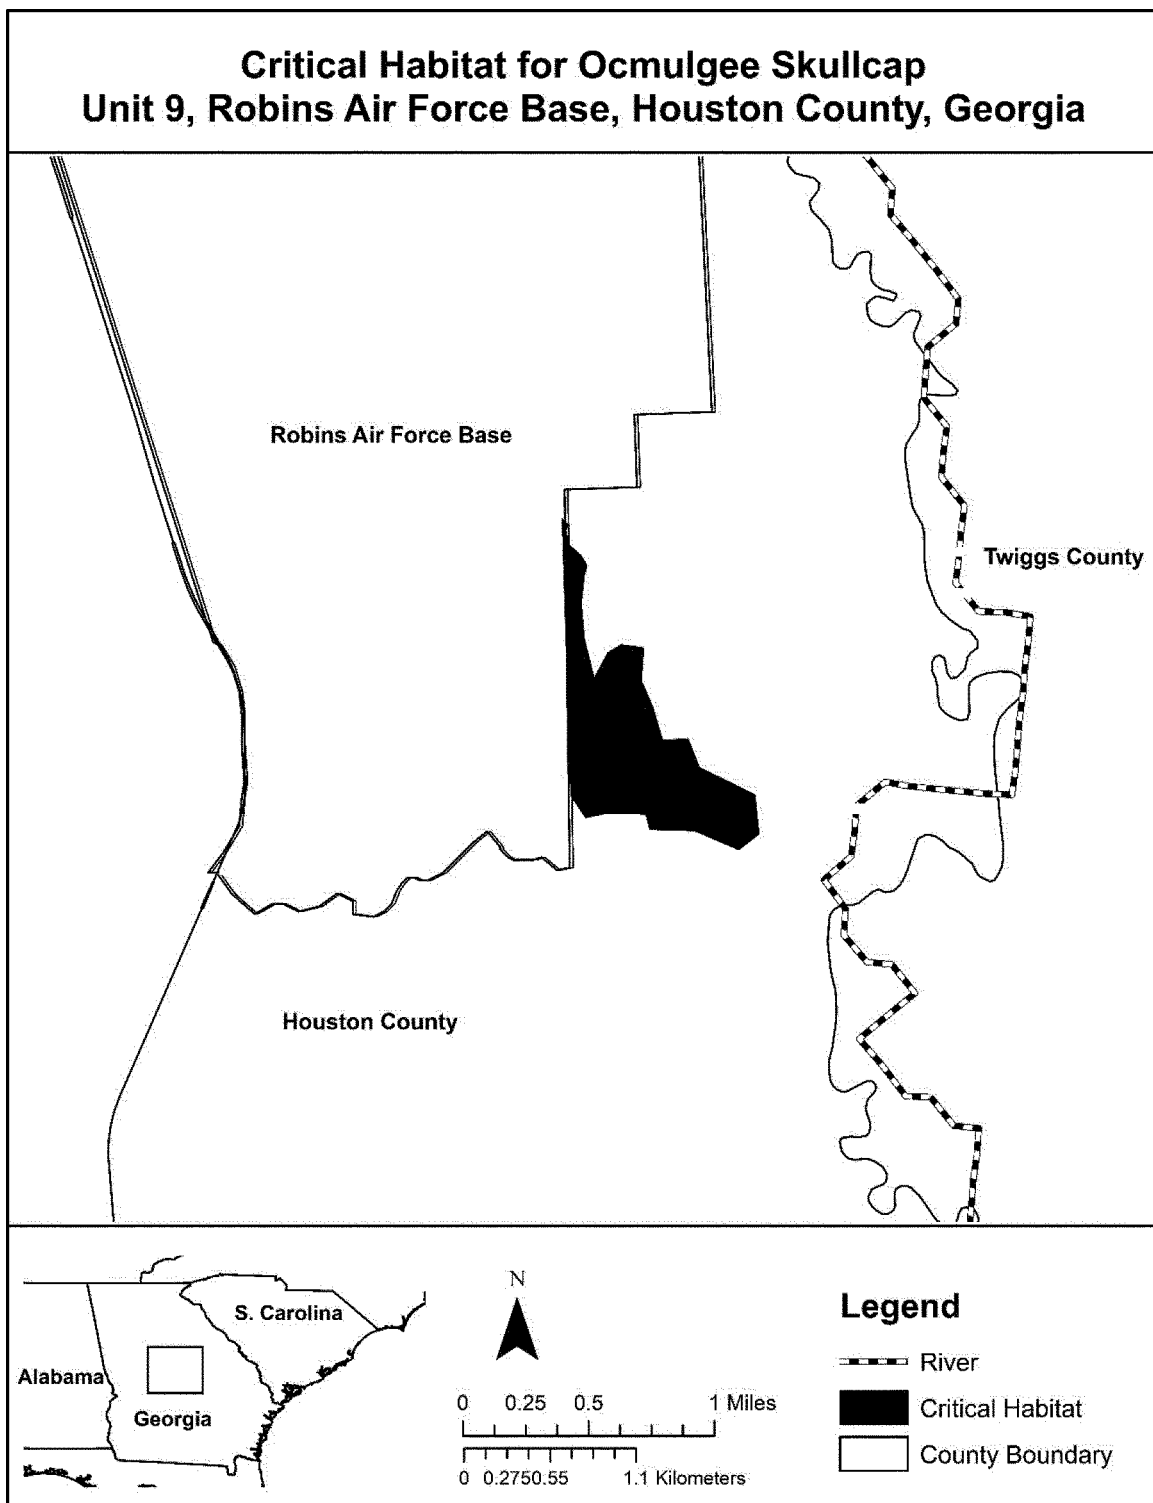 Critical Habitat for Ocmulgee Skullcap
Unit 9, Robins Air Force Base, Houston County, Georgia
Robins Air Force Base
Twiggs County
Houston County
S. Carolina
Alabama
Georgia
N
0 0.25 0.5 1 Miles
0 0.2750.55 1.1 Kilometers
Legend
River
Critical Habitat
County Boundary